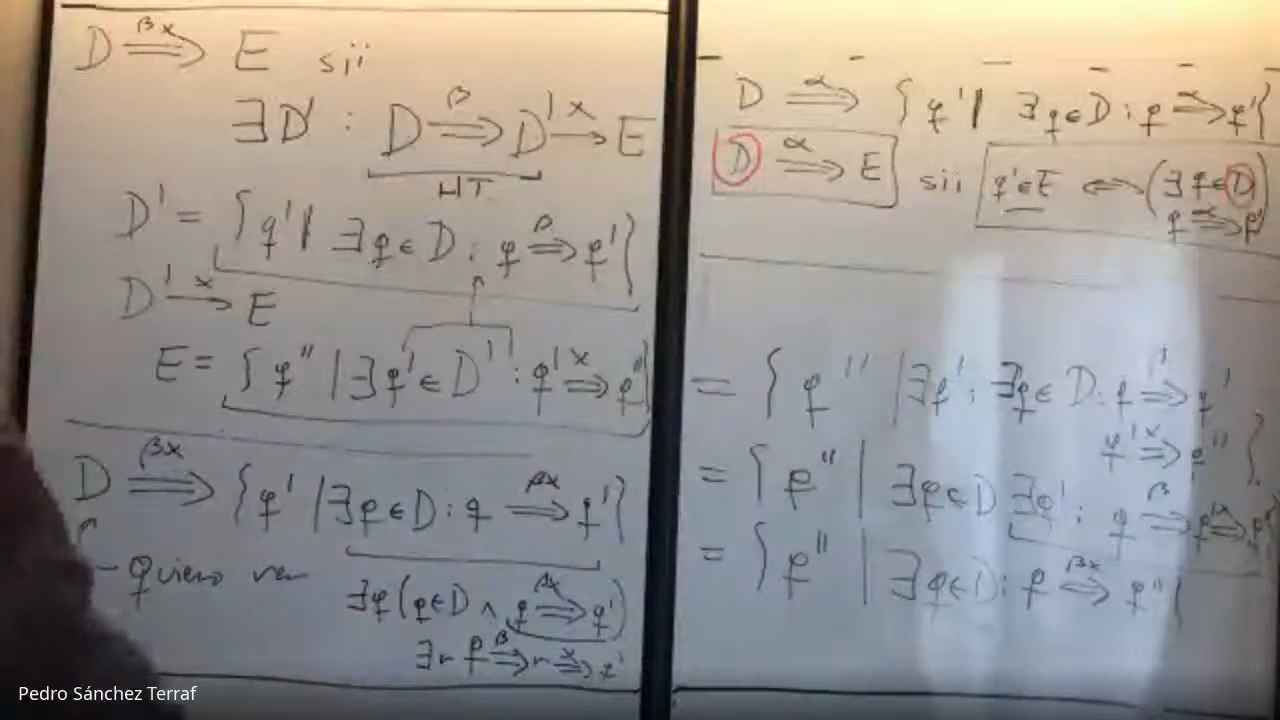 D =βx=> E sii
∃D' : D =β=> D' -x-> E
HT
D' = { q' | ∃q ∈ D : q =β=> q' }
D' -x-> E
E = { q'' | ∃q' ∈ D' : q' =x=> q'' }
D =βx=> { q' | ∃q ∈ D : q =βx=> q' }
Quiero ver
∃q (q ∈ D ∧ q =βx=> q')
∃r q =β=> r =x=> q'
D =α=> { q' | ∃q ∈ D : q =α=> q' }
D =α=> E sii q' ∈ E <=> (∃q ∈ D
q =α=> q')
= { q'' | ∃q' : ∃q ∈ D : q =β=> q'
q' =x=> q'' }
= { q'' | ∃q ∈ D ∃q' : q =β=> q' =x=> q'' }
= { q'' | ∃q ∈ D : q =βx=> q'' }
Pedro Sánchez Terraf